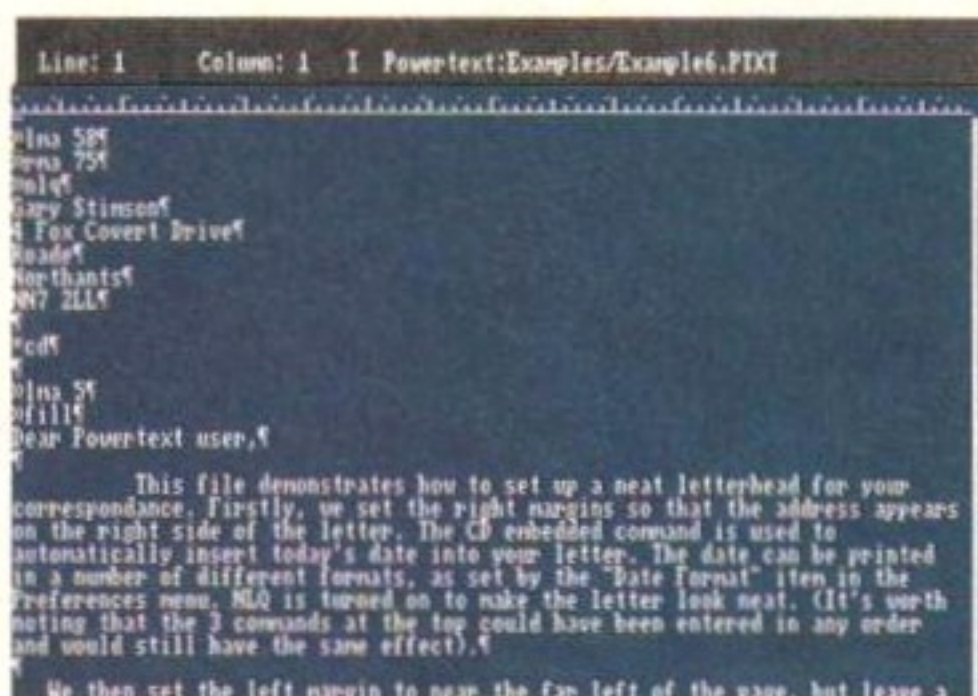 Line: 1 Column: 1 I Powertext:Examples/Example6.PTXT
»lma 58¶
»rma 75¶
»nlq¶
Gary Stimson¶
4 Fox Covert Drive¶
Roade¶
Northants¶
NN7 2LL¶
¶
»cd¶
¶
»lma 5¶
»fill¶
Dear Powertext user,¶
¶
This file demonstrates how to set up a neat letterhead for your
correspondance. Firstly, we set the right margins so that the address appears
on the right side of the letter. The CD embedded command is used to
automatically insert today's date into your letter. The date can be printed
in a number of different formats, as set by the "Date Format" item in the
Preferences menu. NLQ is turned on to make the letter look neat. (It's worth
noting that the 3 commands at the top could have been entered in any order
and would still have the same effect).¶
¶
We then set the left margin to near the far left of the page, but leave a